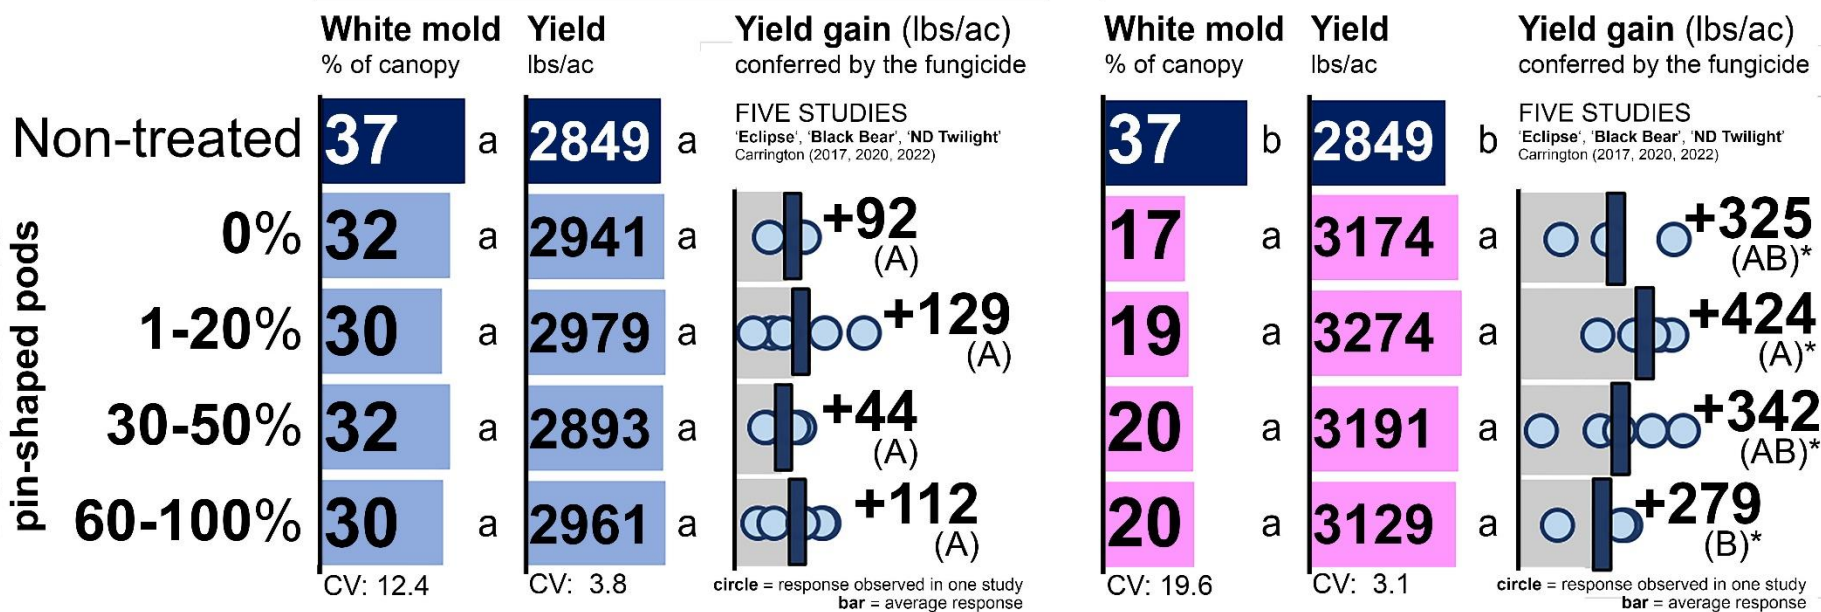 White mold Yield Yield gain (lbs/ac) White mold Yield Yield gain (lbs/ac)
% of canopy lbs/ac conferred by the fungicide % of canopy lbs/ac conferred by the fungicide
FIVE STUDIES FIVE STUDIES
Non-treated 37 a 2849 a 'Eclipse', 'Black Bear', 'ND Twilight' 37 b 2849 b 'Eclipse', 'Black Bear', 'ND Twilight'
Carrington (2017, 2020, 2022) Carrington (2017, 2020, 2022)
pin-shaped pods
0% 32 a 2941 a +92 17 a 3174 a +325
(A) (AB)*
1-20% 30 a 2979 a +129 19 a 3274 a +424
(A) (A)*
30-50% 32 a 2893 a +44 20 a 3191 a +342
(A) (AB)*
60-100% 30 a 2961 a +112 20 a 3129 a +279
(A) (B)*
CV: 12.4 CV: 3.8 circle = response observed in one study CV: 19.6 CV: 3.1 circle = response observed in one study
bar = average response bar = average response